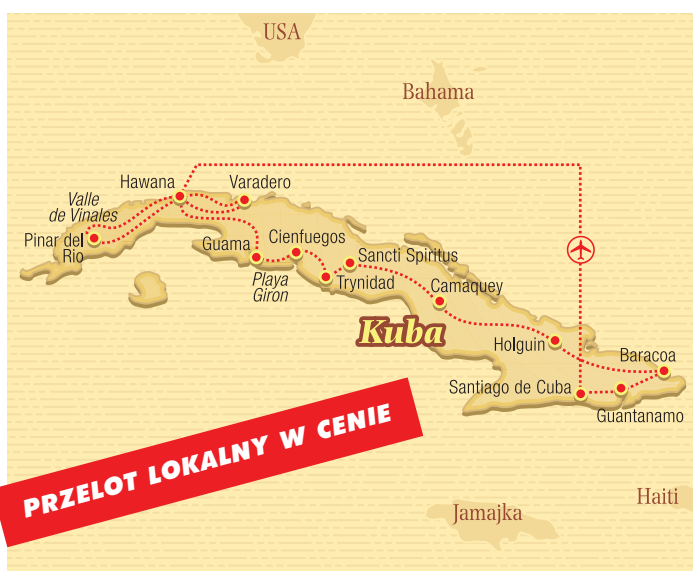 USA
Bahama
Hawana
Varadero
Valle
de Vinales
Pinar del
Rio
Guama
Cienfuegos
Sancti Spiritus
Playa
Giron
Trynidad
Camaquey
Kuba
Holguin
Baracoa
Santiago de Cuba
Guantanamo
PRZELOT LOKALNY W CENIE
Haiti
Jamajka